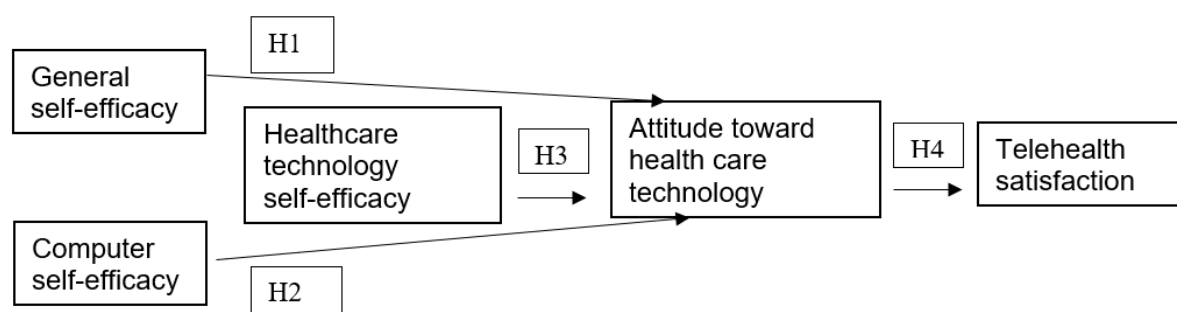 H1
General
self-efficacy
Healthcare
technology
self-efficacy
H3
Attitude toward
health care
technology
H4
Telehealth
satisfaction
Computer
self-efficacy
H2